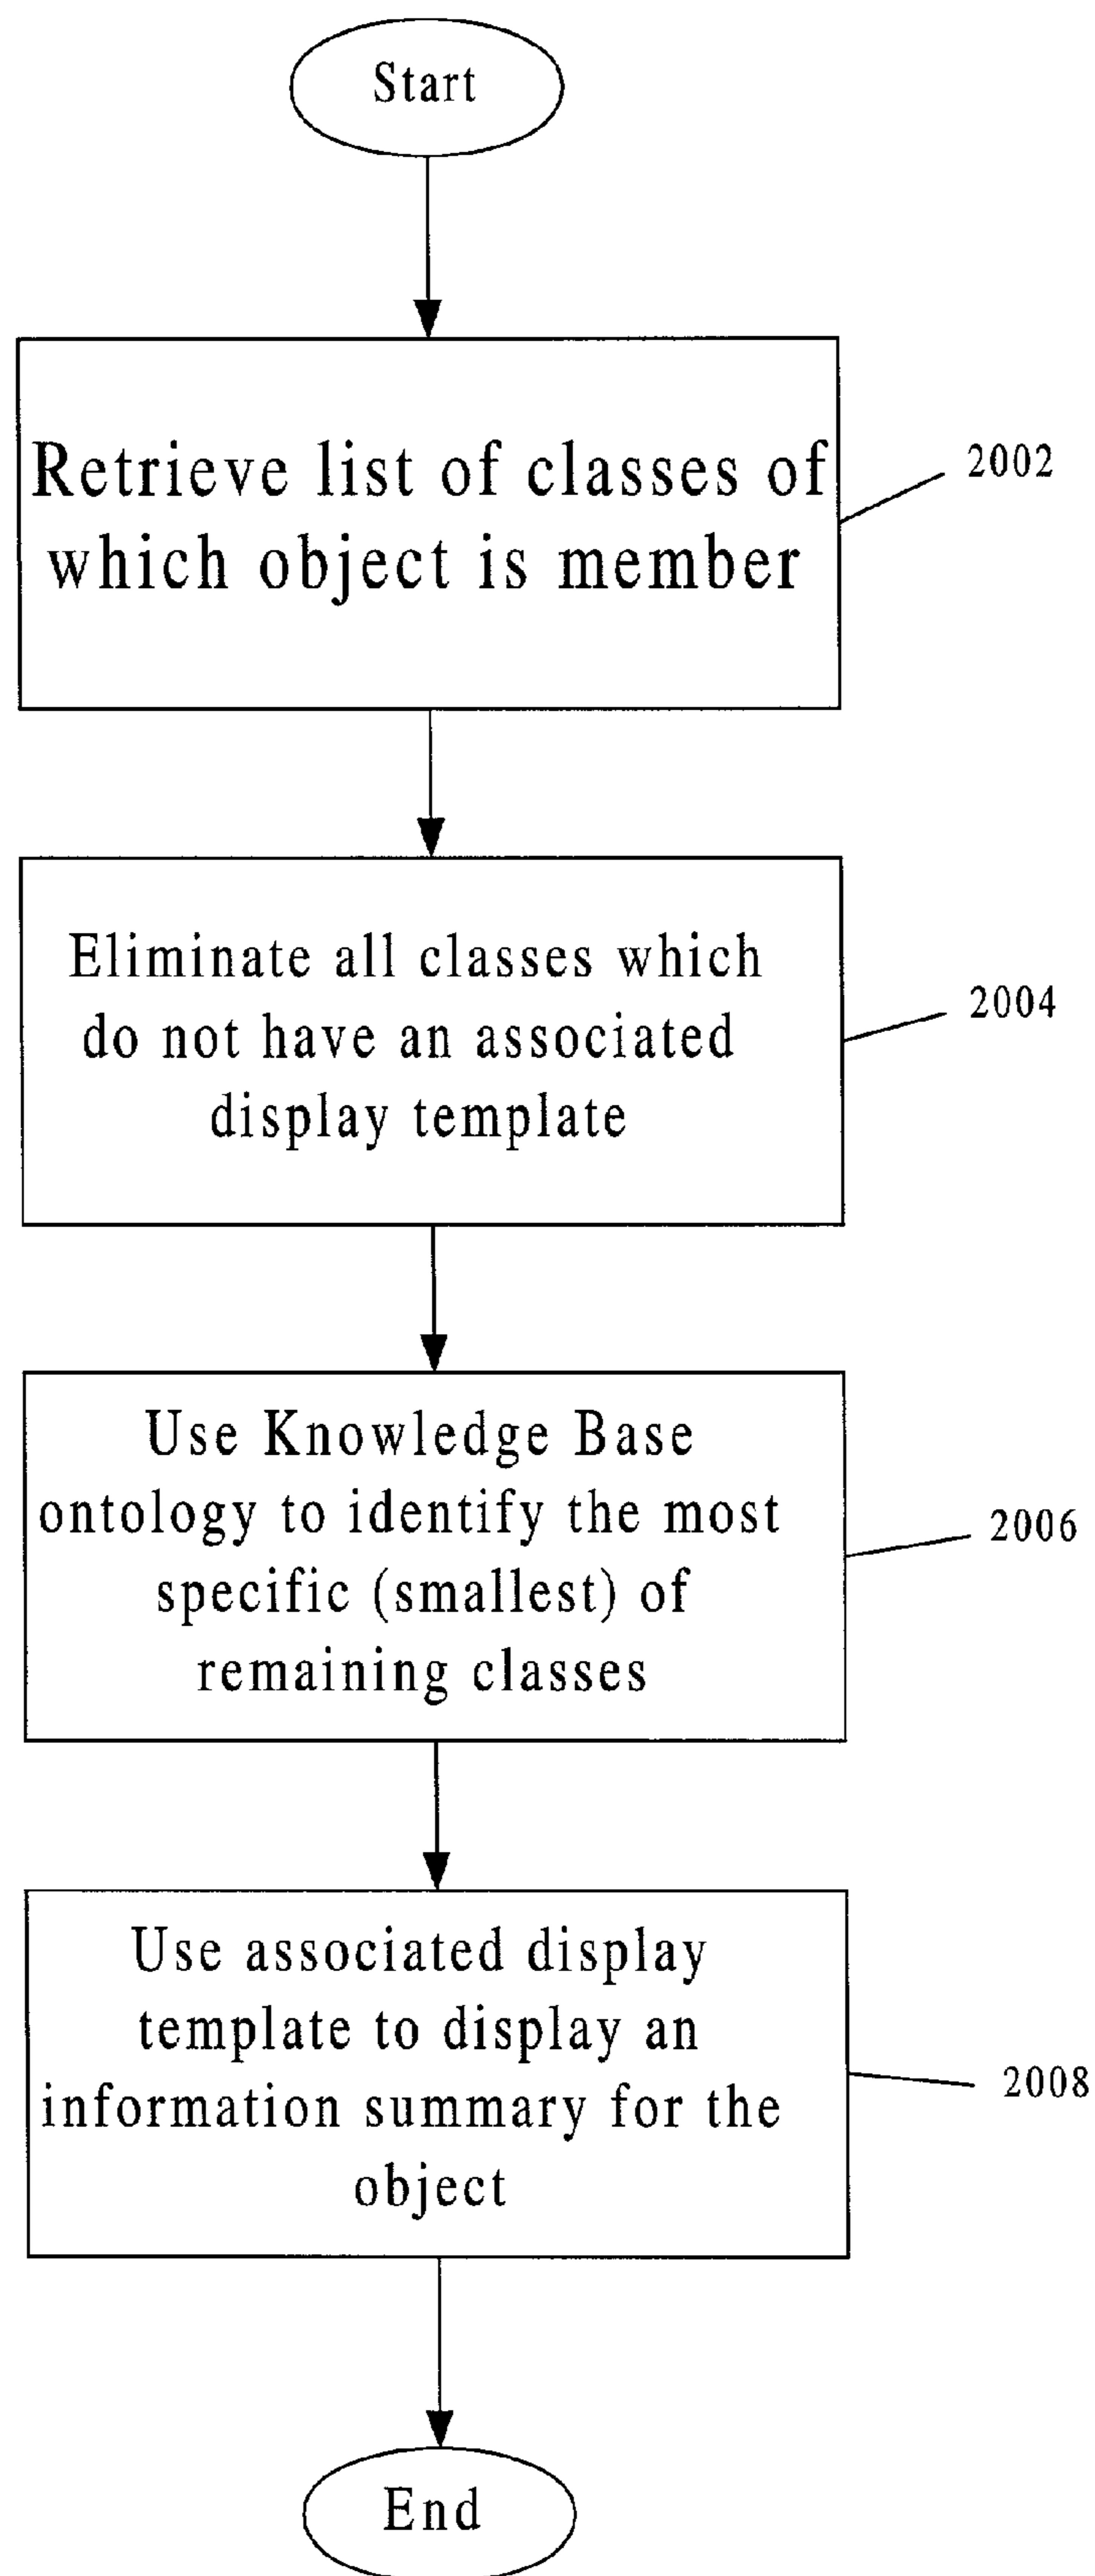 Start
Retrieve list of classes of
which object is member
2002
Eliminate all classes which
do not have an associated
display template
2004
Use Knowledge Base
ontology to identify the most
specific (smallest) of
remaining classes
2006
Use associated display
template to display an
information summary for the
object
2008
End